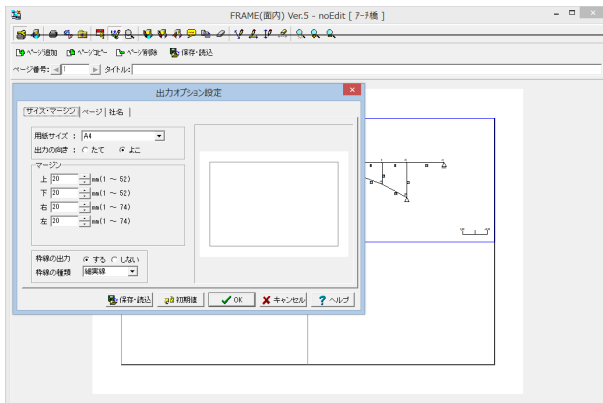 FRAME(面内) Ver.5 - noEdit [ アーチ橋 ]
ページ追加 ページコピー ページ削除 保存・読込
ページ番号: 1 タイトル:
出力オプション設定
サイズ・マージン ページ 社名
用紙サイズ : A4
出力の向き : たて よこ
マージン
上 20 mm(1 ～ 52)
下 20 mm(1 ～ 52)
右 20 mm(1 ～ 74)
左 20 mm(1 ～ 74)
枠線の出力 する しない
枠線の種類 細実線
保存・読込 初期値 OK キャンセル ヘルプ